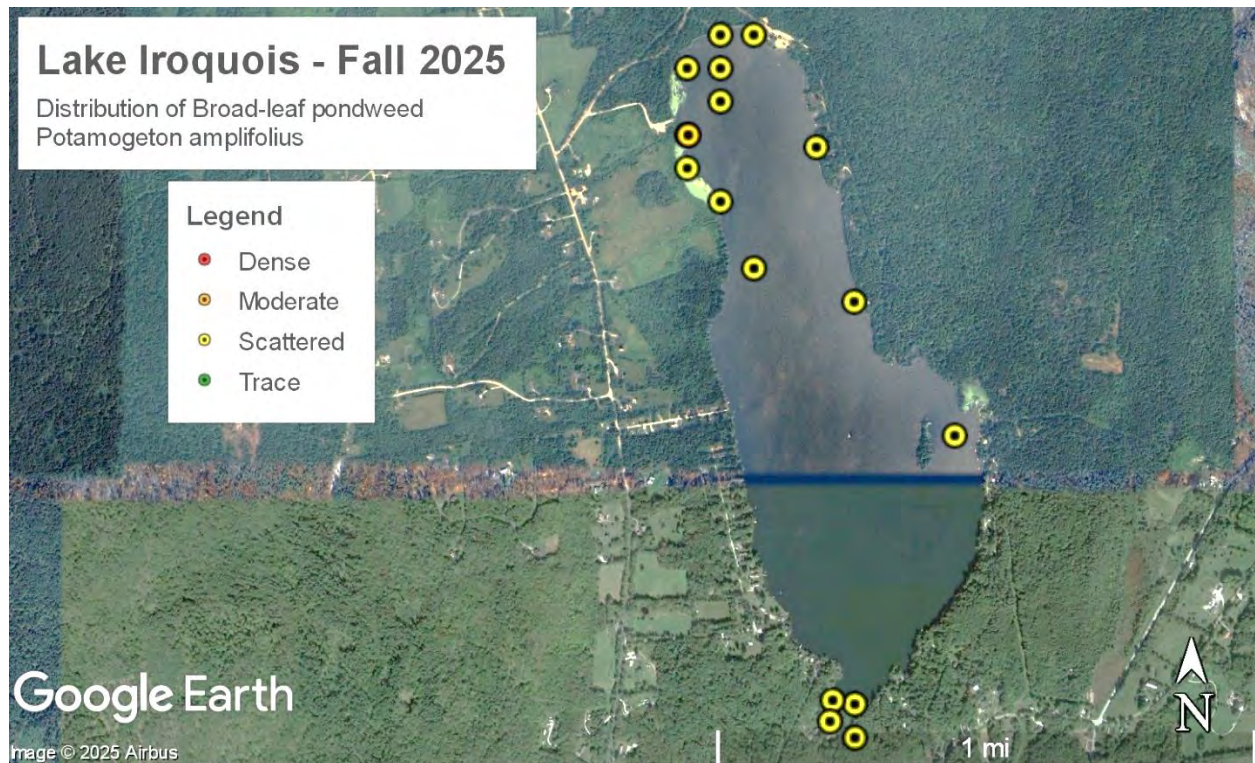 Lake Iroquois - Fall 2025
Distribution of Broad-leaf pondweed
Potamogeton amplifolius
Legend
Dense
Moderate
Scattered
Trace
Google Earth
N
1 mi
mage © 2025 Airbus